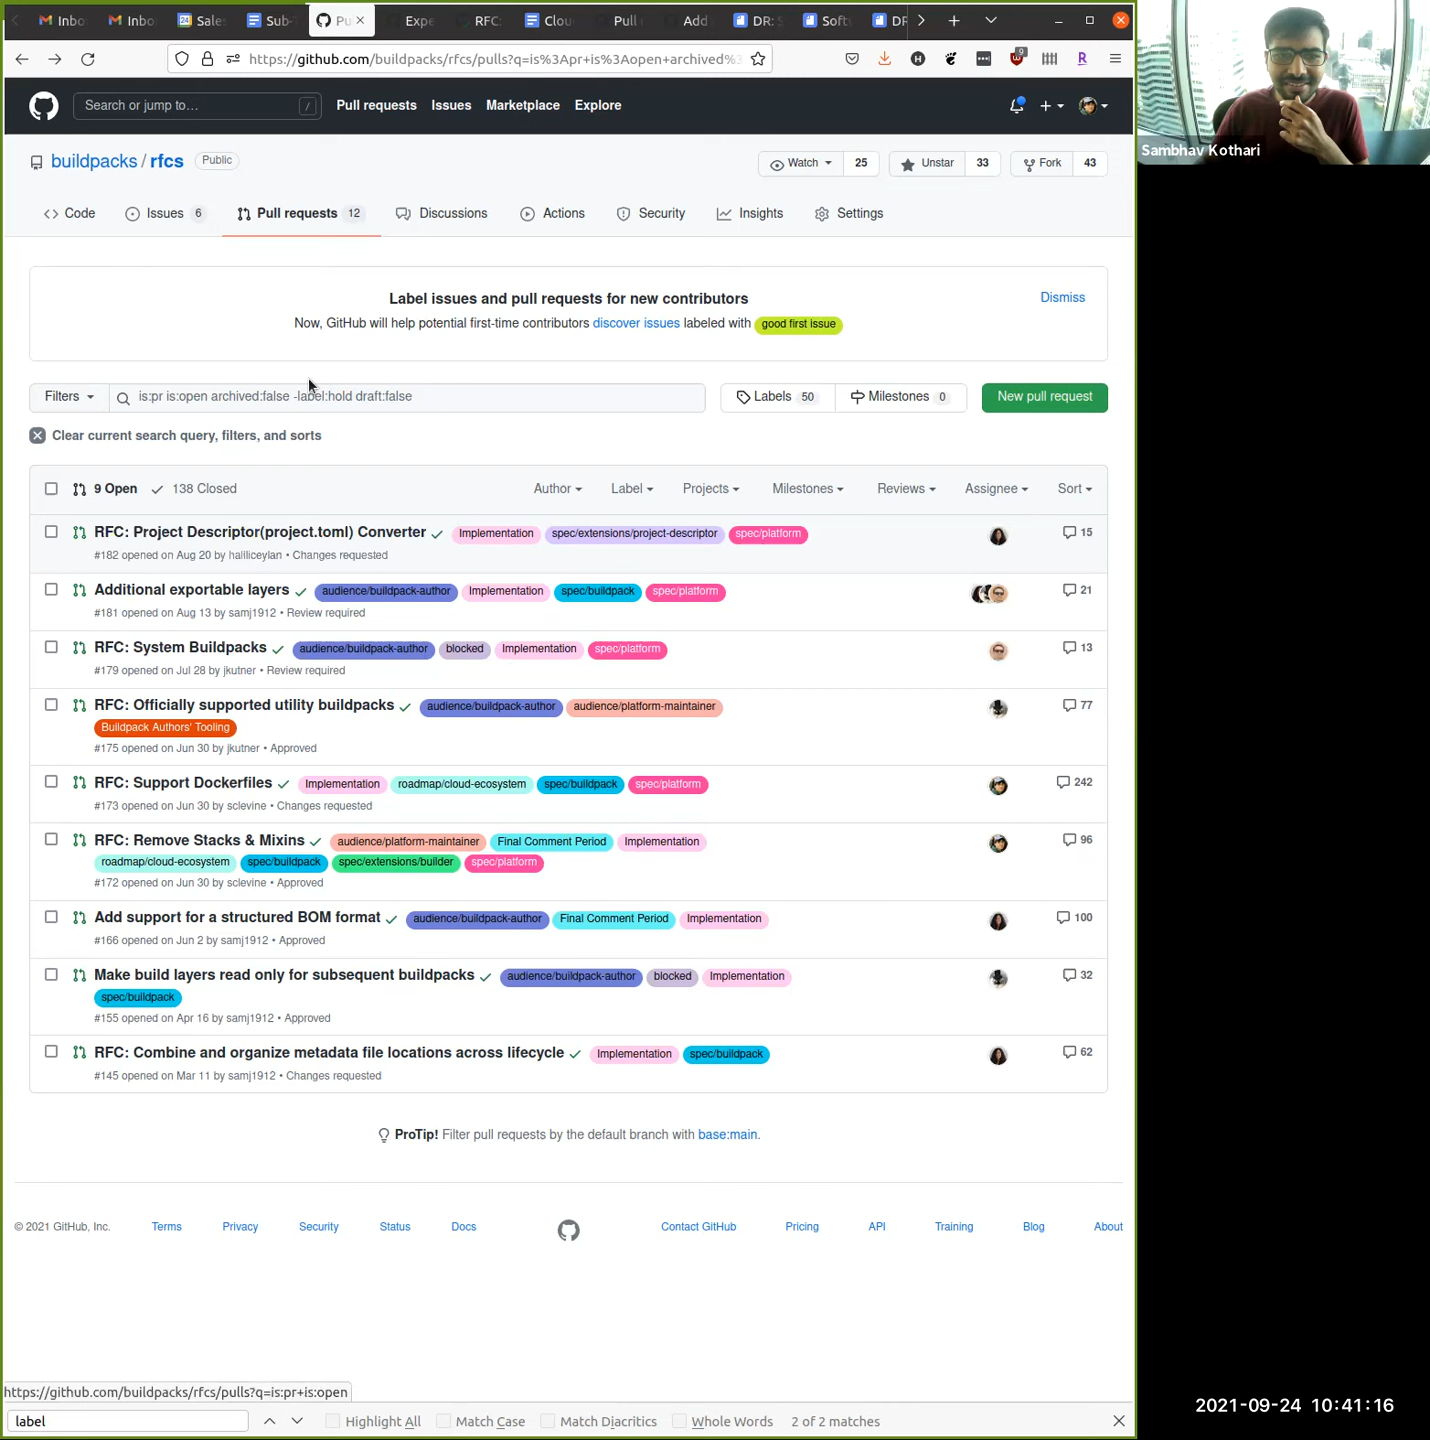 Inbo
Inbo
24 Sale
Sub-
Pu
Expe
RFC:
Clou
Pull
Add
DR:
Soft
DR
https://github.com/buildpacks/rfcs/pulls?q=is%3Apr+is%3Aopen+archived%3
9
R
Search or jump to...
/
Pull requests Issues Marketplace Explore
buildpacks / rfcs Public
Watch 25 Unstar 33 Fork 43
Code Issues 6 Pull requests 12 Discussions Actions Security Insights Settings
Label issues and pull requests for new contributors
Dismiss
Now, GitHub will help potential first-time contributors discover issues labeled with good first issue
Filters is:pr is:open archived:false -label:hold draft:false Labels 50 Milestones 0 New pull request
Clear current search query, filters, and sorts
9 Open 138 Closed Author Label Projects Milestones Reviews Assignee Sort
RFC: Project Descriptor(project.toml) Converter Implementation spec/extensions/project-descriptor spec/platform 15
#182 opened on Aug 20 by haliliceylan • Changes requested
Additional exportable layers audience/buildpack-author Implementation spec/buildpack spec/platform 21
#181 opened on Aug 13 by samj1912 • Review required
RFC: System Buildpacks audience/buildpack-author blocked Implementation spec/platform 13
#179 opened on Jul 28 by jkutner • Review required
RFC: Officially supported utility buildpacks audience/buildpack-author audience/platform-maintainer 77
Buildpack Authors' Tooling
#175 opened on Jun 30 by jkutner • Approved
RFC: Support Dockerfiles Implementation roadmap/cloud-ecosystem spec/buildpack spec/platform 242
#173 opened on Jun 30 by sclevine • Changes requested
RFC: Remove Stacks & Mixins audience/platform-maintainer Final Comment Period Implementation 96
roadmap/cloud-ecosystem spec/buildpack spec/extensions/builder spec/platform
#172 opened on Jun 30 by sclevine • Approved
Add support for a structured BOM format audience/buildpack-author Final Comment Period Implementation 100
#166 opened on Jun 2 by samj1912 • Approved
Make build layers read only for subsequent buildpacks audience/buildpack-author blocked Implementation 32
spec/buildpack
#155 opened on Apr 16 by samj1912 • Approved
RFC: Combine and organize metadata file locations across lifecycle Implementation spec/buildpack 62
#145 opened on Mar 11 by samj1912 • Changes requested
ProTip! Filter pull requests by the default branch with base:main.
© 2021 GitHub, Inc. Terms Privacy Security Status Docs Contact GitHub Pricing API Training Blog About
https://github.com/buildpacks/rfcs/pulls?q=is:pr+is:open
label Highlight All Match Case Match Diacritics Whole Words 2 of 2 matches
Sambhav Kothari
2021-09-24 10:41:16